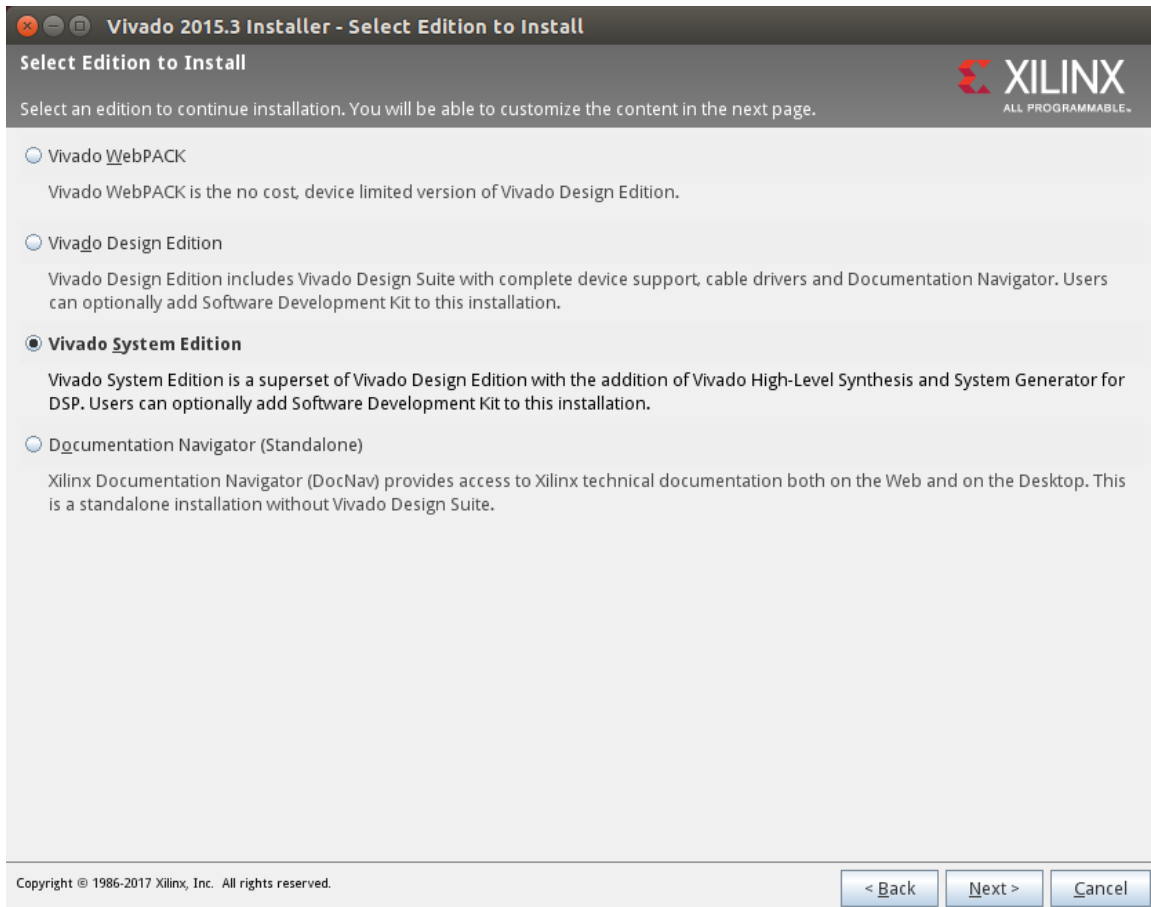 Vivado 2015.3 Installer - Select Edition to Install
Select Edition to Install
XILINX
ALL PROGRAMMABLE™
Select an edition to continue installation. You will be able to customize the content in the next page.
Vivado WebPACK
Vivado WebPACK is the no cost, device limited version of Vivado Design Edition.
Vivado Design Edition
Vivado Design Edition includes Vivado Design Suite with complete device support, cable drivers and Documentation Navigator. Users
can optionally add Software Development Kit to this installation.
Vivado System Edition
Vivado System Edition is a superset of Vivado Design Edition with the addition of Vivado High-Level Synthesis and System Generator for
DSP. Users can optionally add Software Development Kit to this installation.
Documentation Navigator (Standalone)
Xilinx Documentation Navigator (DocNav) provides access to Xilinx technical documentation both on the Web and on the Desktop. This
is a standalone installation without Vivado Design Suite.
Copyright © 1986-2017 Xilinx, Inc. All rights reserved.
< Back
Next >
Cancel